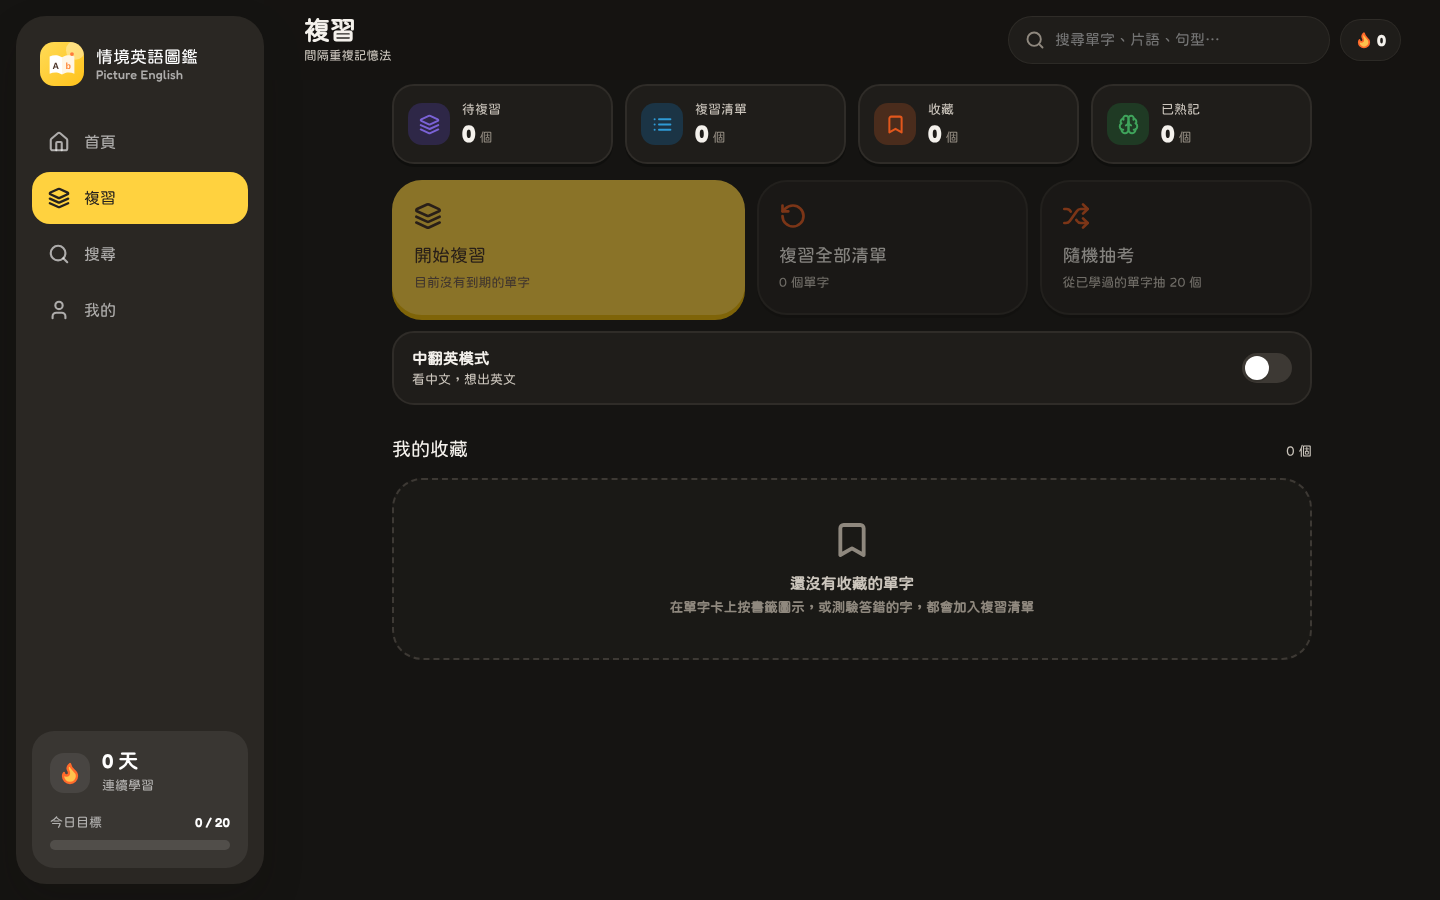 情境英語圖鑑
Picture English
首頁
複習
搜尋
我的
0 天
連續學習
今日目標
0 / 20
複習
間隔重複記憶法
搜尋單字、片語、句型⋯
0
待複習
0 個
複習清單
0 個
收藏
0 個
已熟記
0 個
開始複習
目前沒有到期的單字
複習全部清單
0 個單字
隨機抽考
從已學過的單字抽 20 個
中翻英模式
看中文，想出英文
我的收藏
0 個
還沒有收藏的單字
在單字卡上按書籤圖示，或測驗答錯的字，都會加入複習清單